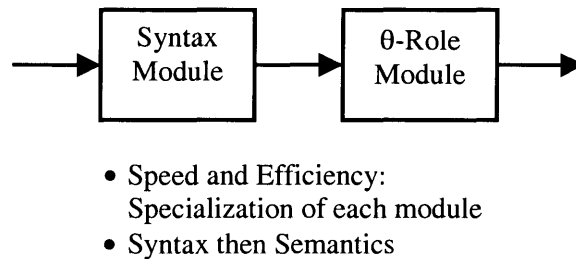 Syntax
Module
θ-Role
Module
• Speed and Efficiency:
Specialization of each module
• Syntax then Semantics